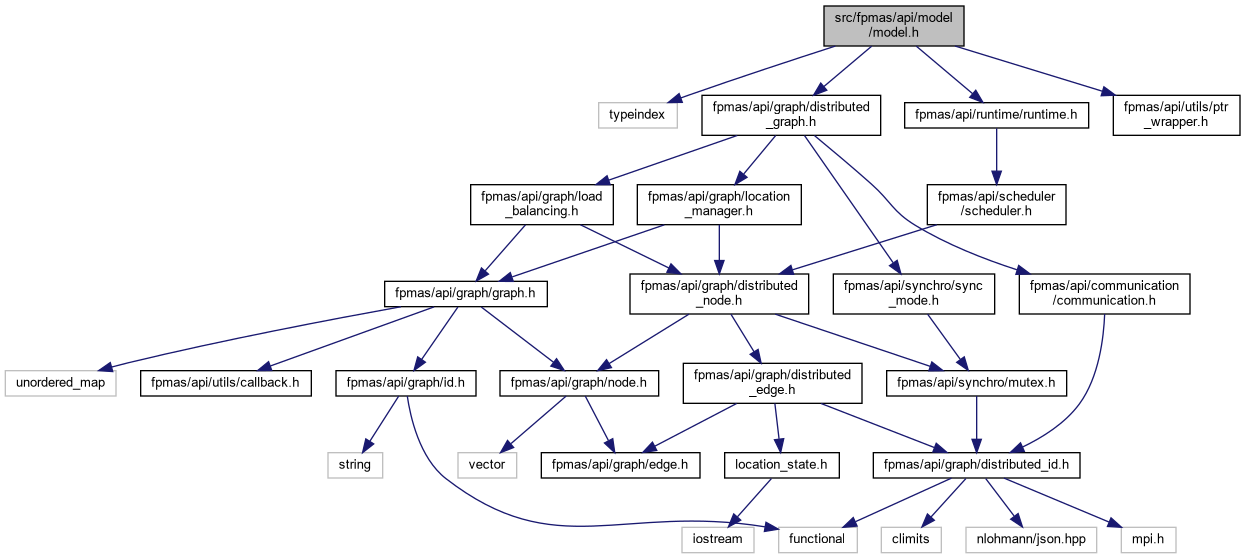 src/fpmas/api/model
/model.h
typeindex
fpmas/api/graph/distributed
_graph.h
fpmas/api/runtime/runtime.h
fpmas/api/utils/ptr
_wrapper.h
fpmas/api/graph/load
_balancing.h
fpmas/api/graph/location
_manager.h
fpmas/api/scheduler
/scheduler.h
fpmas/api/graph/graph.h
fpmas/api/graph/distributed
_node.h
fpmas/api/synchro/sync
_mode.h
fpmas/api/communication
/communication.h
unordered_map
fpmas/api/utils/callback.h
fpmas/api/graph/id.h
fpmas/api/graph/node.h
fpmas/api/graph/distributed
_edge.h
fpmas/api/synchro/mutex.h
string
vector
fpmas/api/graph/edge.h
location_state.h
fpmas/api/graph/distributed_id.h
iostream
functional
climits
nlohmann/json.hpp
mpi.h